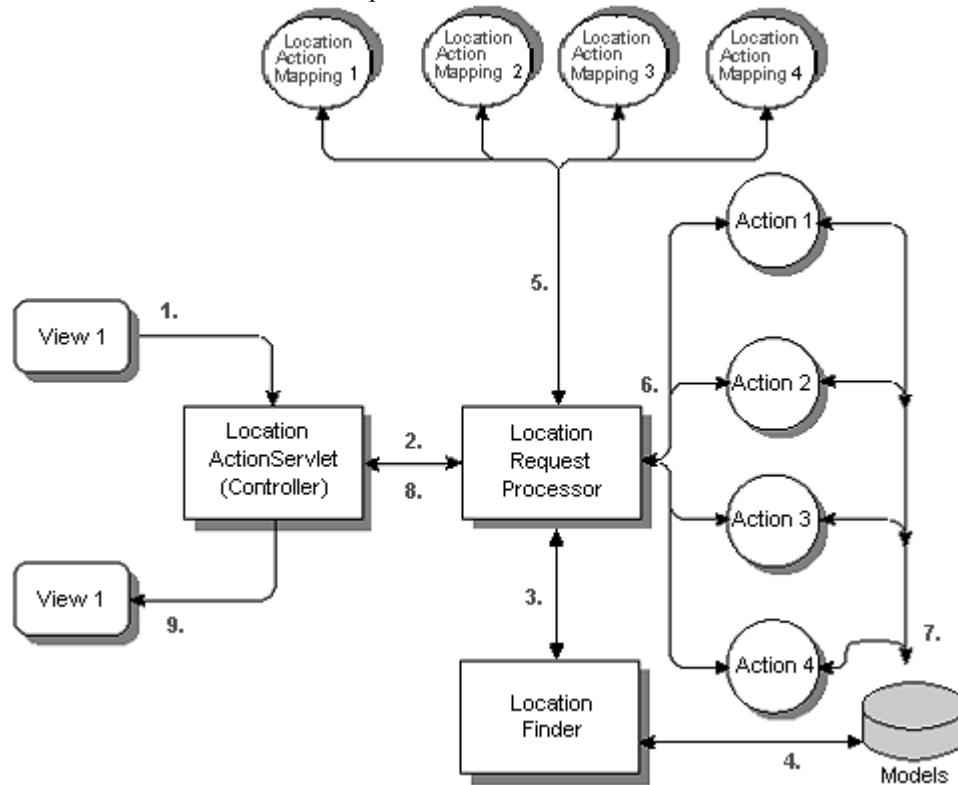 Location
Action
Mapping 1
Location
Action
Mapping 2
Location
Action
Mapping 3
Location
Action
Mapping 4
Action 1
5.
1.
View 1
Action 2
6.
Location
ActionServlet
(Controller)
2.
8.
Location
Request
Processor
Action 3
View 1
9.
3.
7.
Action 4
Location
Finder
4.
Models